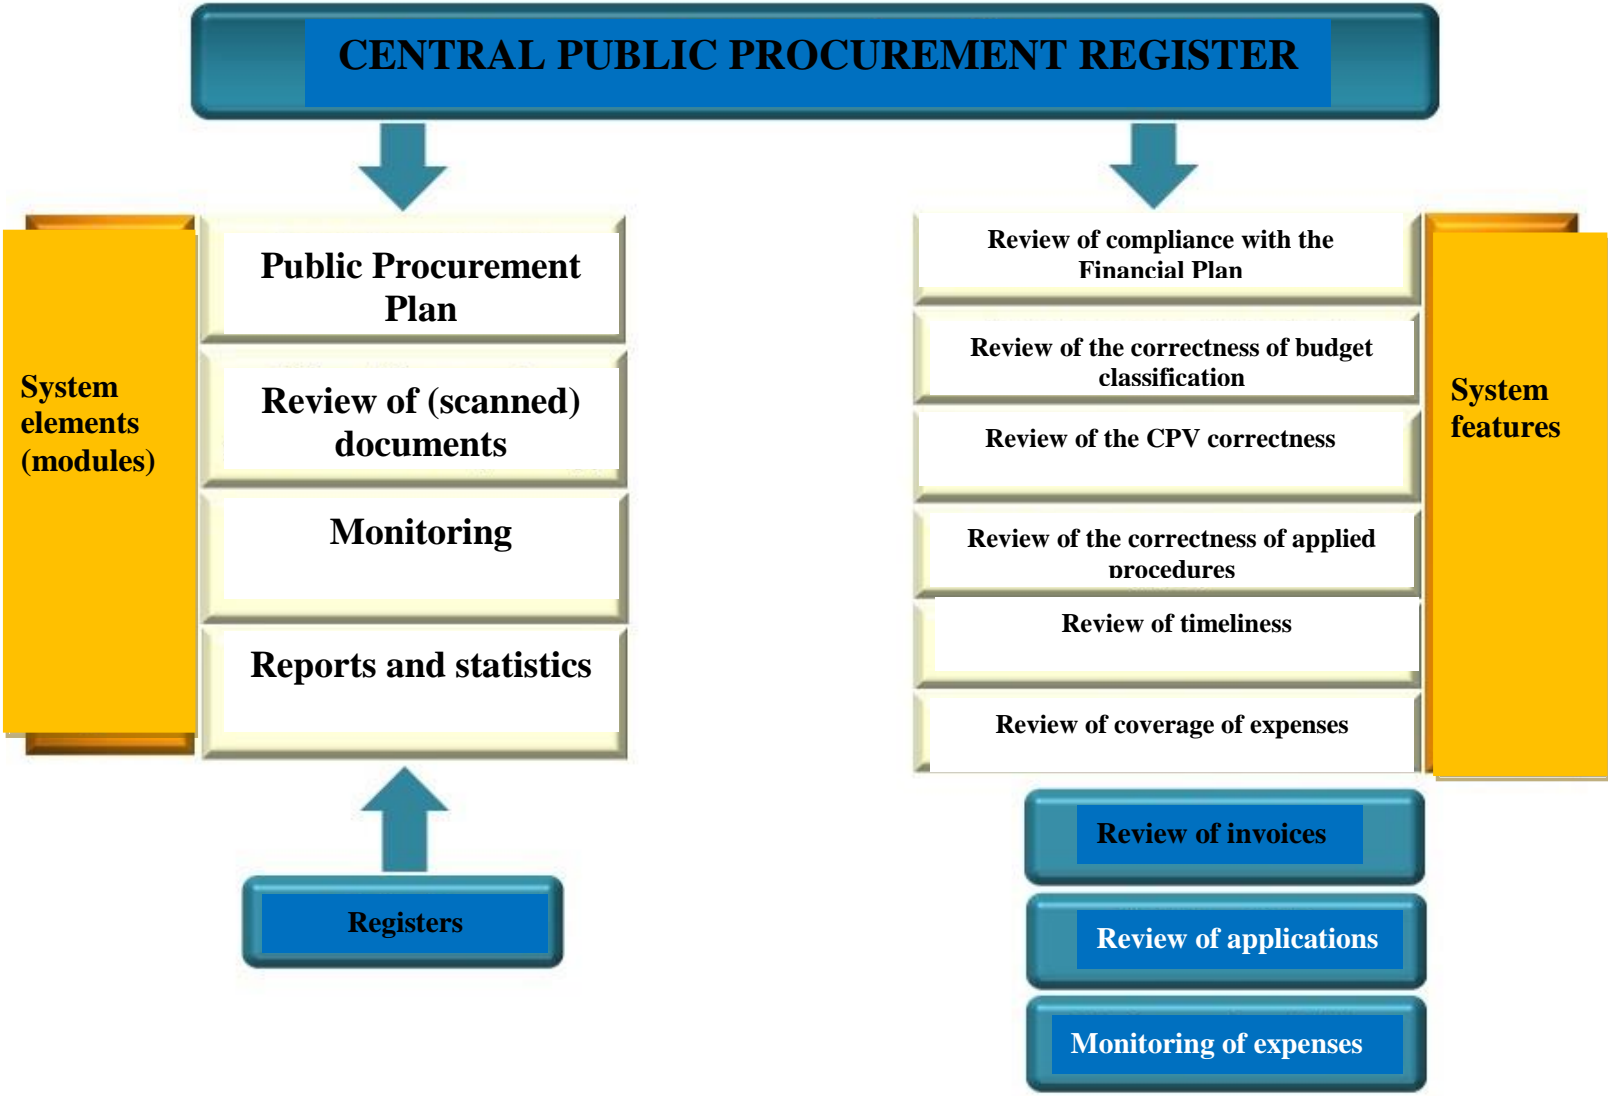 CENTRAL PUBLIC PROCUREMENT REGISTER
System
elements
(modules)
Public Procurement
Plan
Review of (scanned)
documents
Monitoring
Reports and statistics
Registers
Review of compliance with the
Financial Plan
Review of the correctness of budget
classification
Review of the CPV correctness
Review of the correctness of applied
procedures
Review of timeliness
Review of coverage of expenses
System
features
Review of invoices
Review of applications
Monitoring of expenses